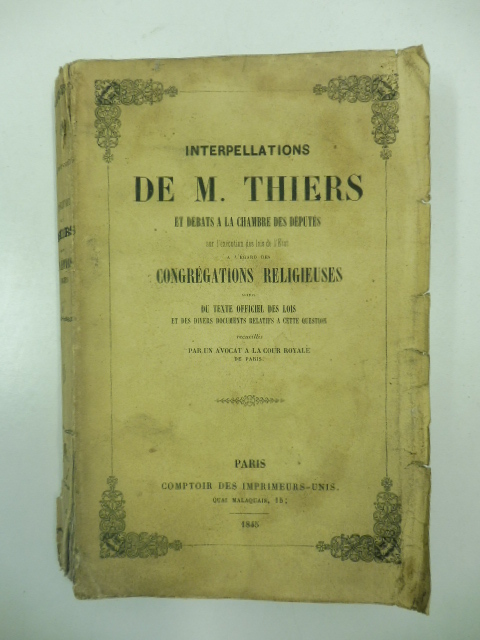 INTERPELLATIONS
DE M. THIERS
ET DÉBATS A LA CHAMBRE DES DÉPUTÉS
sur l'exécution des lois de l'État
A L'ÉGARD DES
CONGRÉGATIONS RELIGIEUSES
DU TEXTE OFFICIEL DES LOIS
ET DES DIVERS DOCUMENTS RELATIFS A CETTE QUESTION
recueillis
PAR UN AVOCAT A LA COUR ROYALE
DE PARIS.
PARIS
COMPTOIR DES IMPRIMEURS-UNIS.
QUAI MALAQUAIS, 15;
1845